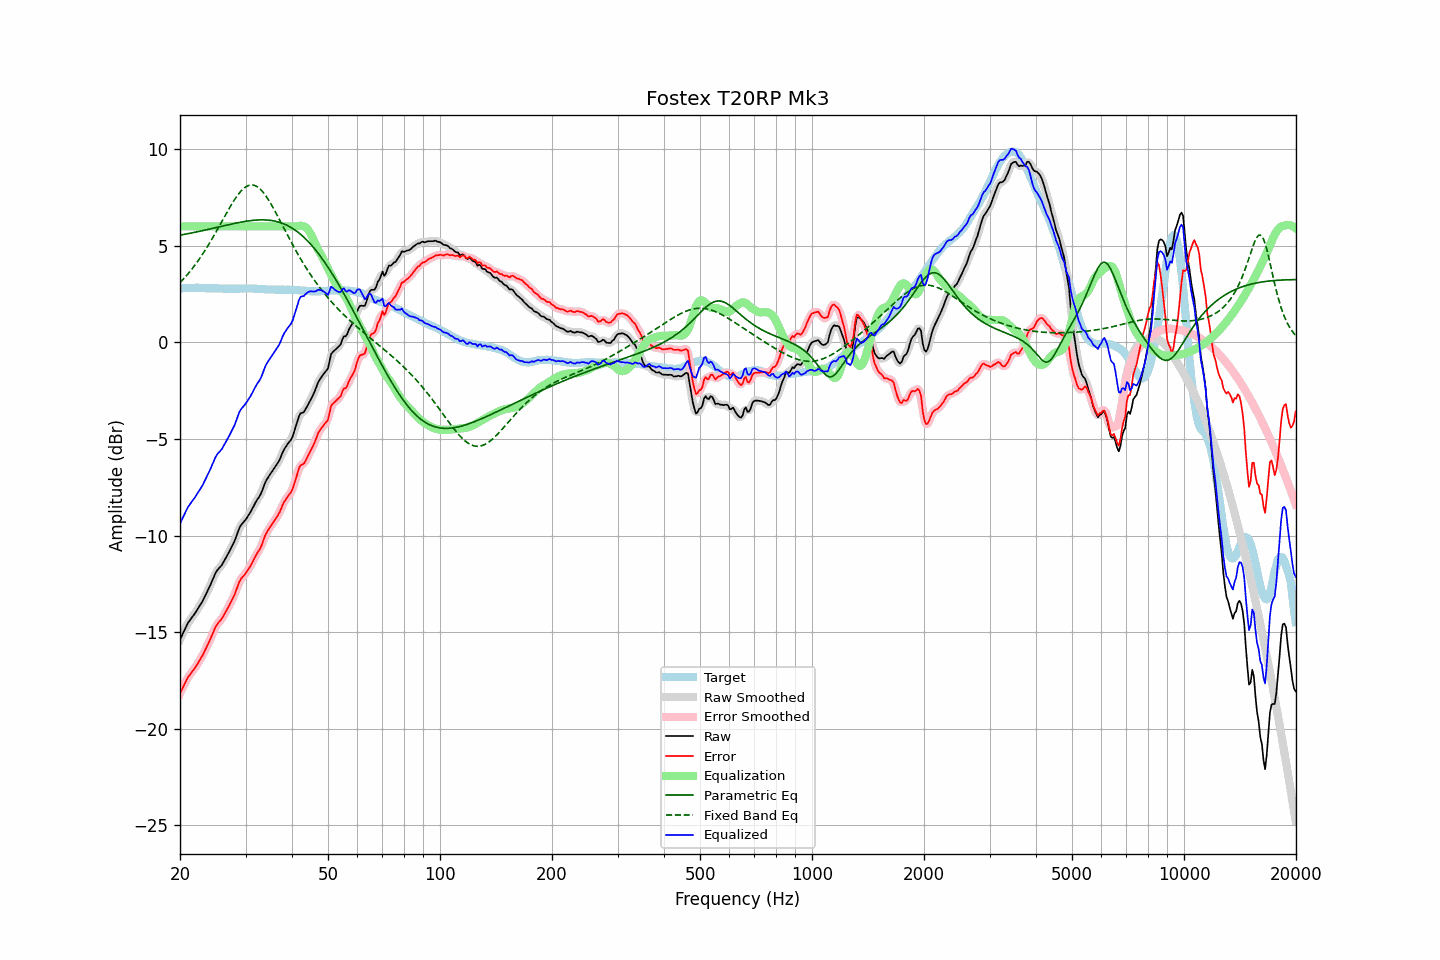 Fostex T20RP Mk3
Amplitude (dBr)
10
5
0
−5
−10
−15
−20
−25
Target
Raw Smoothed
Error Smoothed
Raw
Error
Equalization
Parametric Eq
Fixed Band Eq
Equalized
20 50 100 200 500 1000 2000 5000 10000 20000
Frequency (Hz)